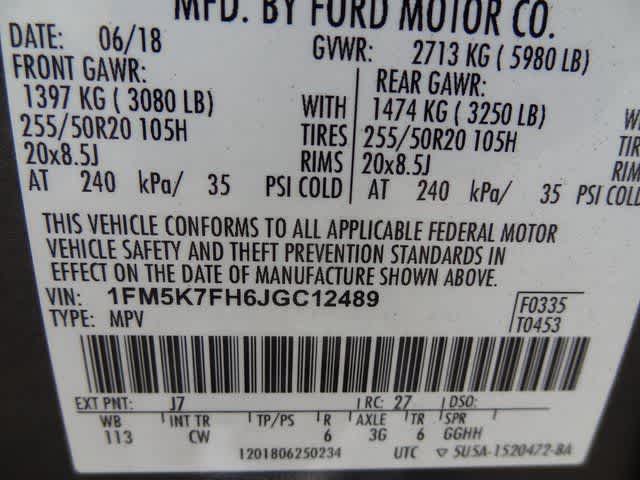 MFD. BY FORD MOTOR CO.
DATE: 06/18 GVWR: 2713 KG ( 5980 LB)
FRONT GAWR: REAR GAWR:
1397 KG ( 3080 LB) WITH 1474 KG ( 3250 LB)
255/50R20 105H TIRES 255/50R20 105H
20x8.5J RIMS 20x8.5J
AT 240 kPa/ 35 PSI COLD AT 240 kPa/ 35 PSI COLD
THIS VEHICLE CONFORMS TO ALL APPLICABLE FEDERAL MOTOR
VEHICLE SAFETY AND THEFT PREVENTION STANDARDS IN
EFFECT ON THE DATE OF MANUFACTURE SHOWN ABOVE.
VIN: 1FM5K7FH6JGC12489 F0335
TYPE: MPV T0453
EXT PNT: J7 RC: 27 DSO:
WB INT TR TP/PS R AXLE TR SPR
113 CW 6 3G 6 GGHH
1201806250234 UTC ▽ 5U5A-1520472-BA